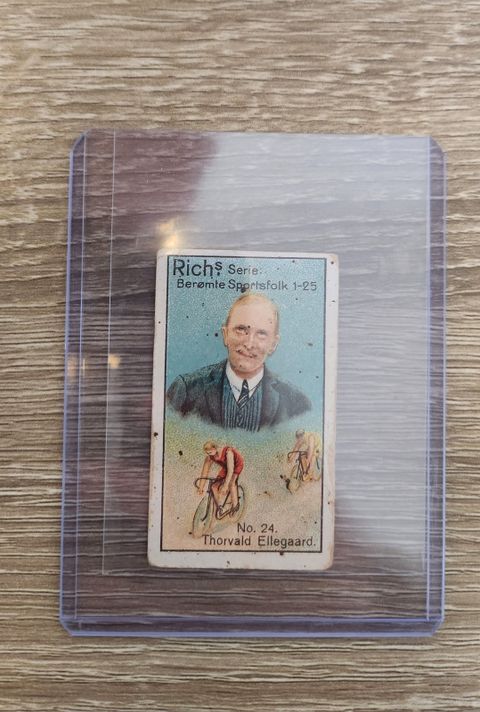 Rich's Serie:
Berømte Sportsfolk 1-25
No. 24.
Thorvald Ellegaard.